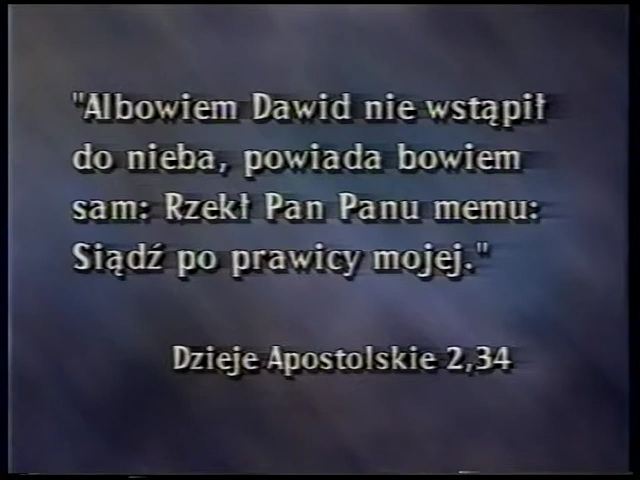 "Albowiem Dawid nie wstąpił
do nieba, powiada bowiem
sam: Rzekł Pan Panu memu:
Siądź po prawicy mojej."
Dzieje Apostolskie 2,34